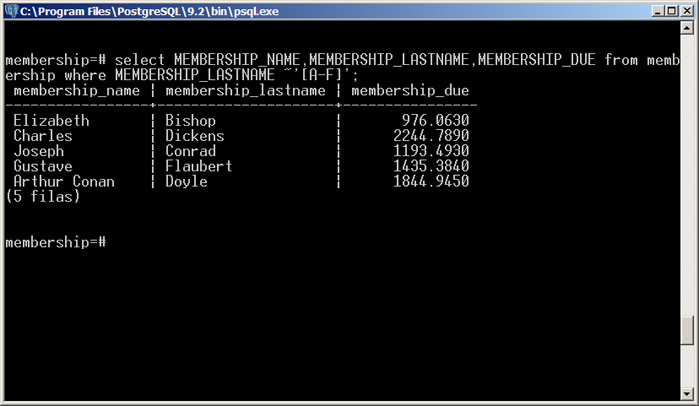 C:\Program Files\PostgreSQL\9.2\bin\psql.exe
membership=# select MEMBERSHIP_NAME,MEMBERSHIP_LASTNAME,MEMBERSHIP_DUE from memb
ership where MEMBERSHIP_LASTNAME ~'[A-F]';
membership_name ¦ membership_lastname ¦ membership_due
-----------------+---------------------+----------------
Elizabeth ¦ Bishop ¦ 976.0630
Charles ¦ Dickens ¦ 2244.7890
Joseph ¦ Conrad ¦ 1193.4930
Gustave ¦ Flaubert ¦ 1435.3840
Arthur Conan ¦ Doyle ¦ 1844.9450
(5 filas)
membership=#